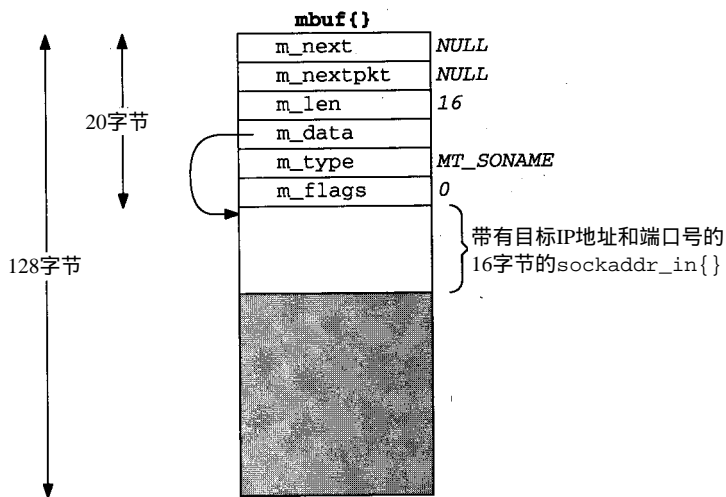 mbuf{}
m_next NULL
m_nextpkt NULL
m_len 16
20字节
m_data
m_type MT_SONAME
m_flags 0
带有目标IP地址和端口号的
16字节的sockaddr_in{}
128字节